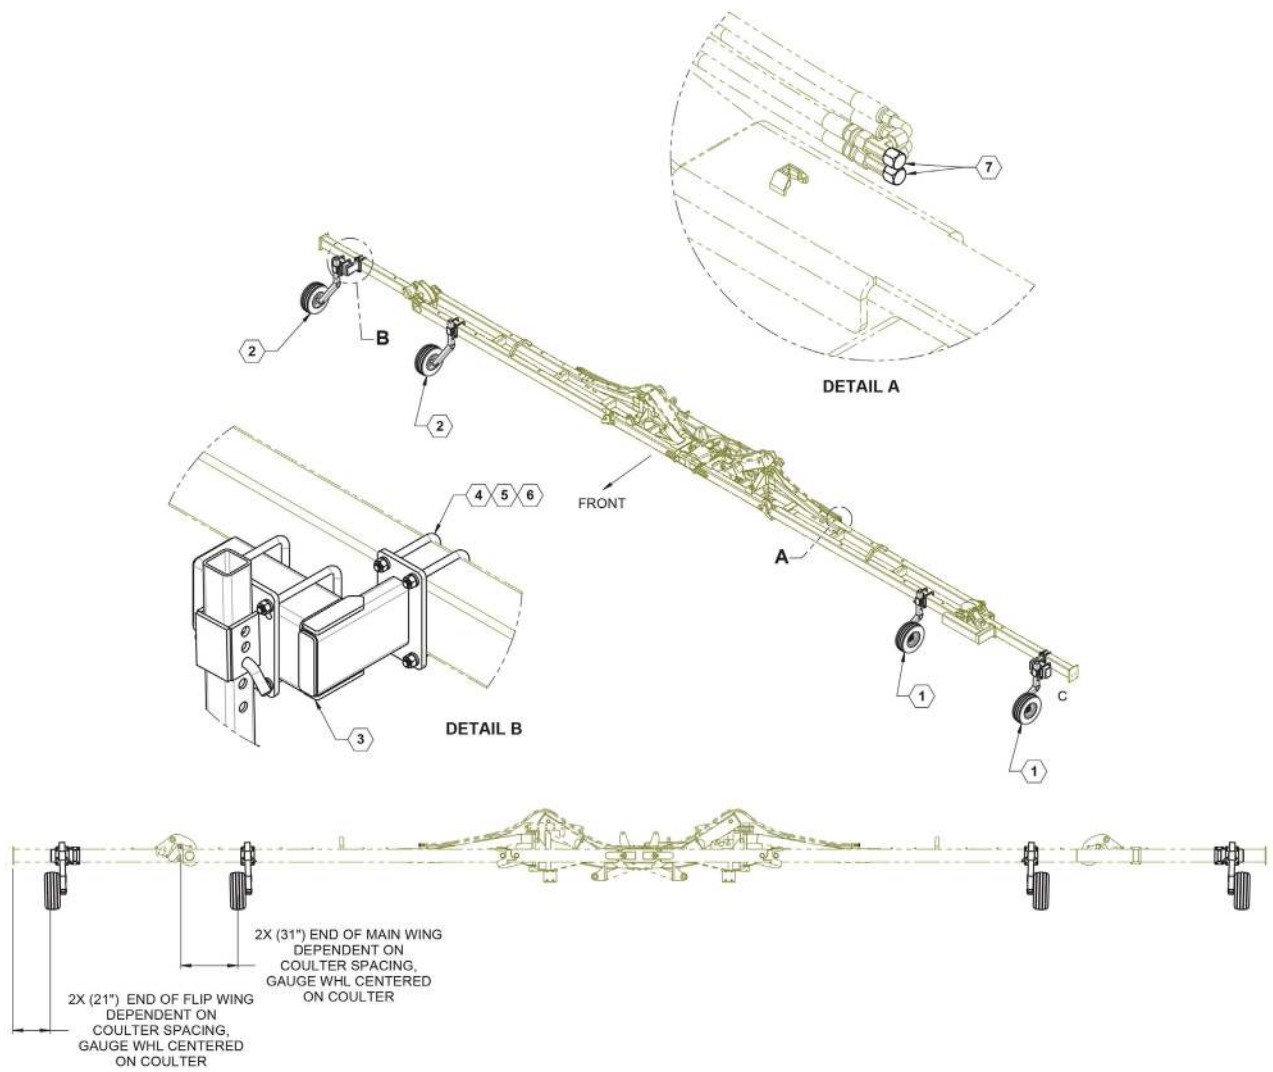 7
DETAIL A
2
B
2
FRONT
A
4 5 6
1
C
1
3
DETAIL B
2X (31") END OF MAIN WING
DEPENDENT ON
COULTER SPACING,
GAUGE WHL CENTERED
ON COULTER
2X (21") END OF FLIP WING
DEPENDENT ON
COULTER SPACING,
GAUGE WHL CENTERED
ON COULTER